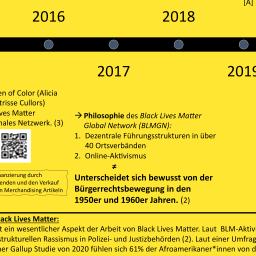 [A]
2016 2018
2017 2019
en of Color (Alicia
trisse Cullors)
ves Matter
nales Netzwerk. (3)
→ Philosophie des Black Lives Matter
Global Network (BLMGN):
1. Dezentrale Führungsstrukturen in über
40 Ortsverbänden
2. Online-Aktivismus
≠
Unterscheidet sich bewusst von der
Bürgerrechtsbewegung in den
1950er und 1960er Jahren. (2)
anzierung durch
enden und den Verkauf
n Merchandising Artikeln
lack Lives Matter:
t ein wesentlicher Aspekt der Arbeit von Black Lives Matter. Laut BLM-Aktiv
strukturellen Rassismus in Polizei- und Justizbehörden (2). Laut einer Umfrag
ner Gallup Studie von 2020 fühlen sich 61% der Afroamerikaner*innen von d